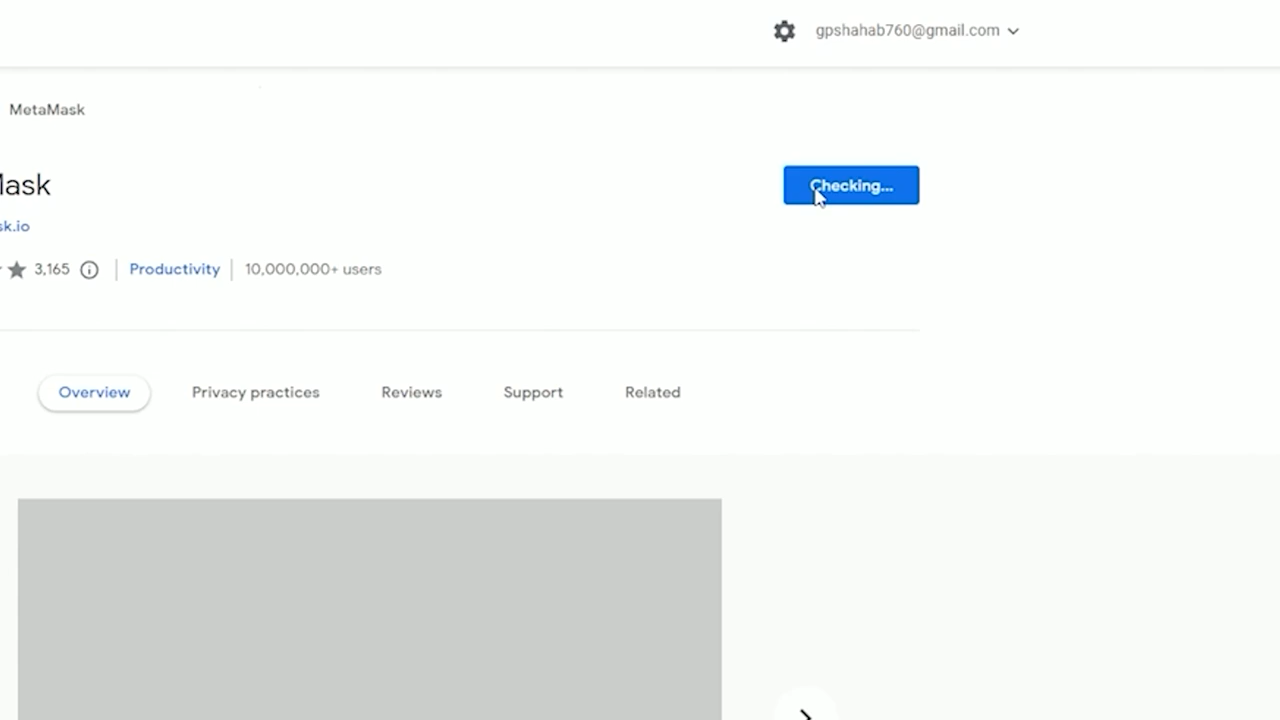 gpshahab760@gmail.com
MetaMask
Mask
sk.io
3,165
Productivity
10,000,000+ users
Checking...
Overview
Privacy practices
Reviews
Support
Related